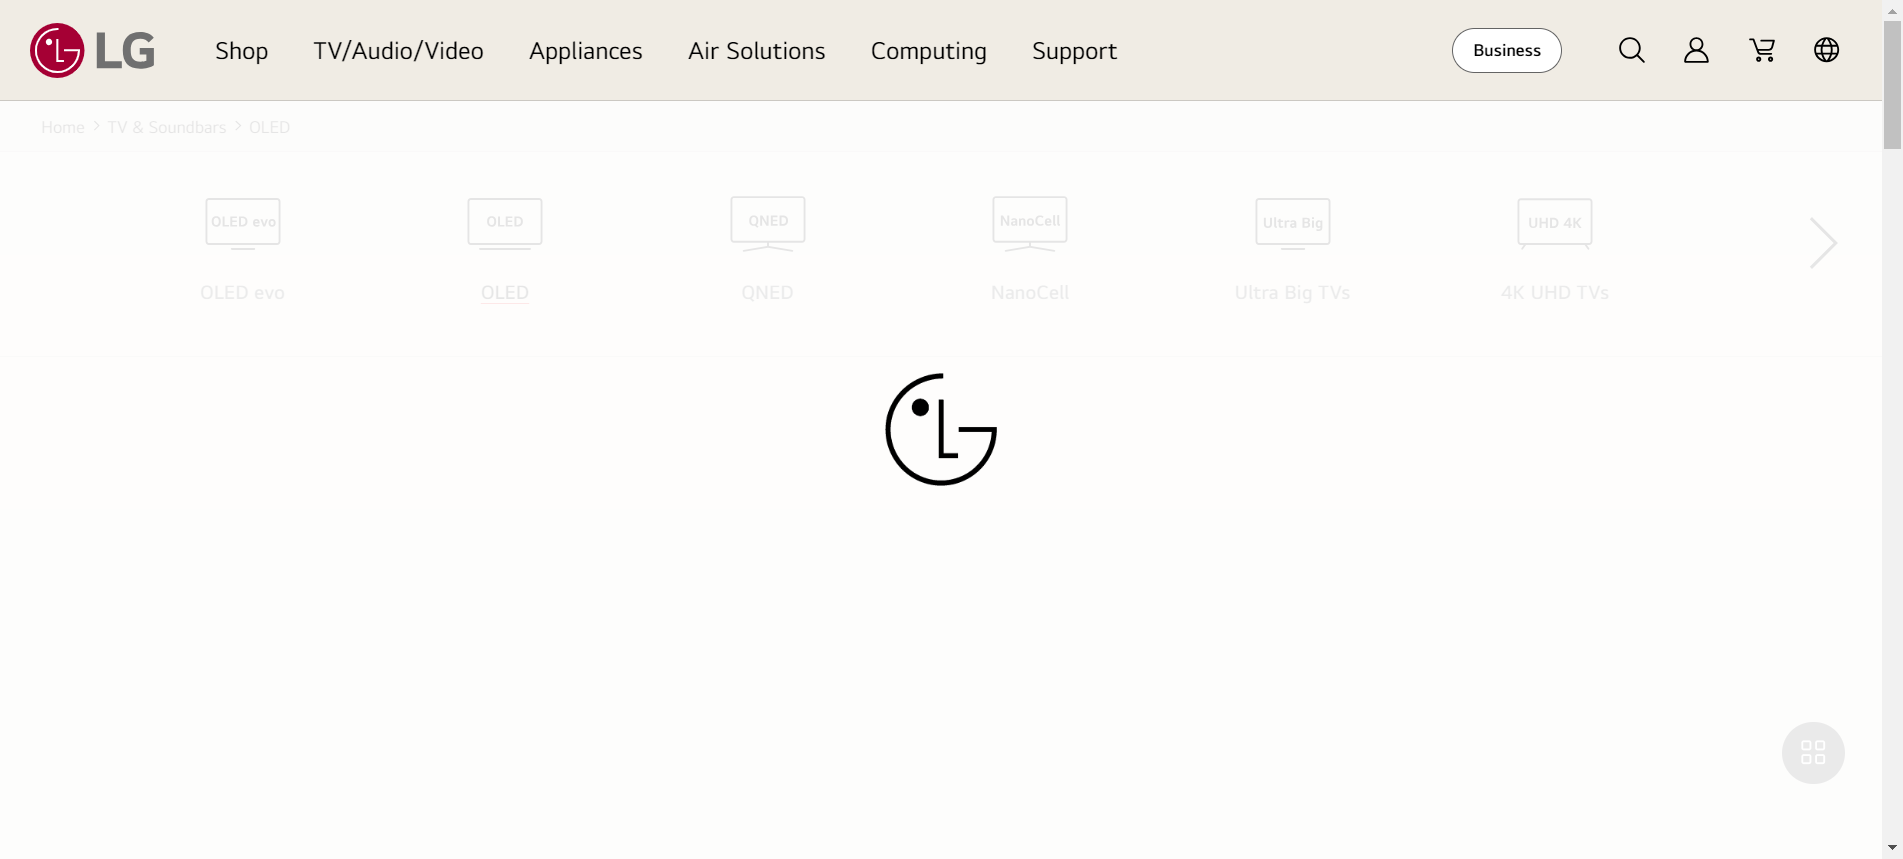 LG
Shop TV/Audio/Video Appliances Air Solutions Computing Support Business
Home > TV & Soundbars > OLED
OLED evo OLED QNED NanoCell Ultra Big UHD 4K
OLED evo OLED QNED NanoCell Ultra Big TVs 4K UHD TVs
LG